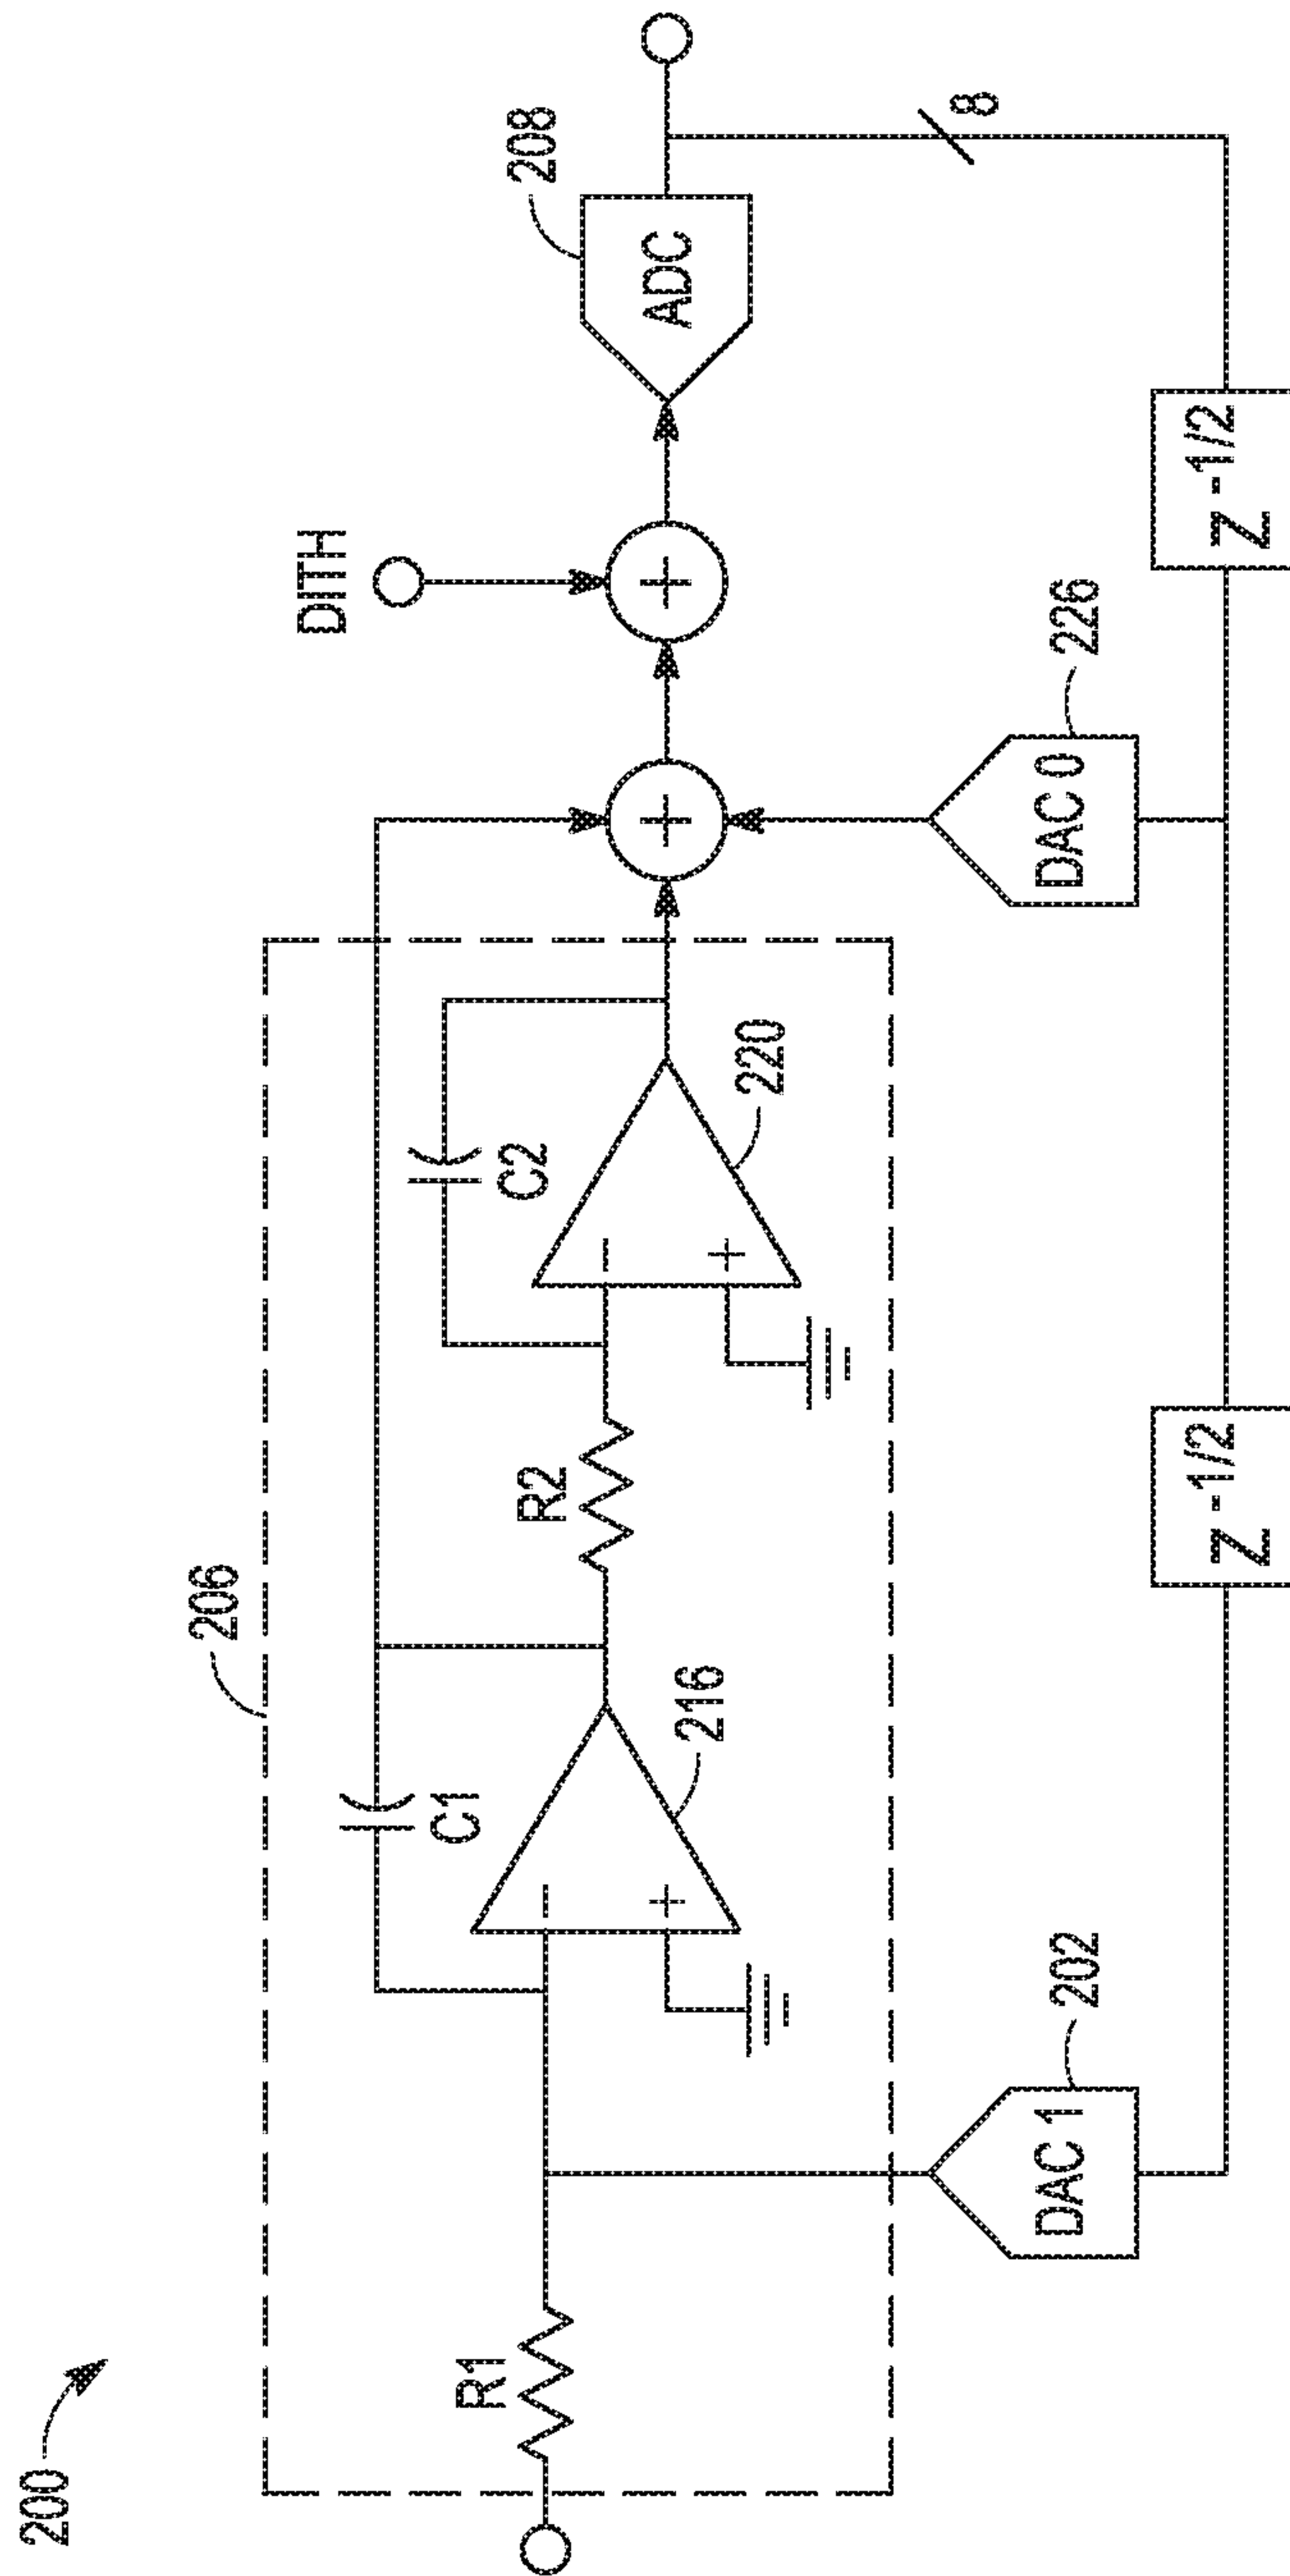 200
206
DITH
208
C1
C2
R1
R2
−
+
216
−
+
220
+
+
ADC
DAC 1
202
DAC 0
226
8
Z -1/2
Z -1/2